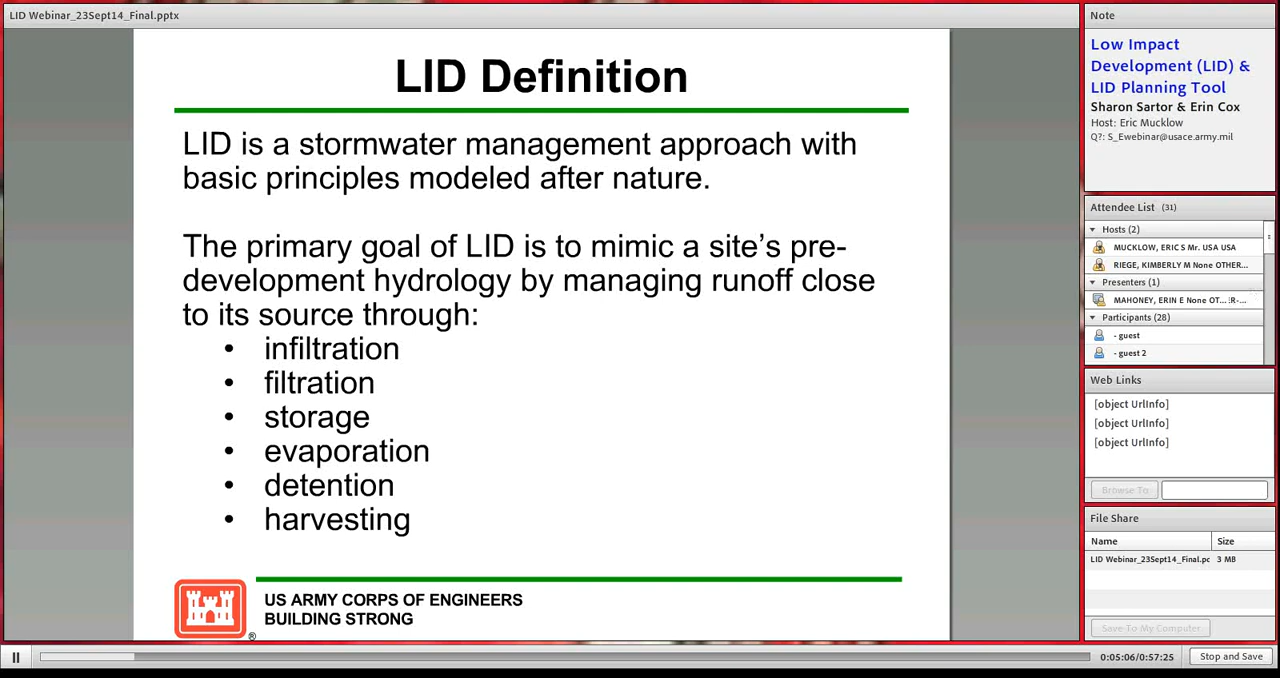 LID Webinar_23Sept14_Final.pptx
LID Definition
LID is a stormwater management approach with
basic principles modeled after nature.
The primary goal of LID is to mimic a site’s pre-
development hydrology by managing runoff close
to its source through:
• infiltration
• filtration
• storage
• evaporation
• detention
• harvesting
US ARMY CORPS OF ENGINEERS
BUILDING STRONG
®
Note
Low Impact
Development (LID) &
LID Planning Tool
Sharon Sartor & Erin Cox
Host: Eric Mucklow
Q?: S_Ewebinar@usace.army.mil
Attendee List (31)
Hosts (2)
MUCKLOW, ERIC S Mr. USA USA
RIEGE, KIMBERLY M None OTHER...
Presenters (1)
MAHONEY, ERIN E None OT...
Participants (28)
- guest
- guest 2
Web Links
[object UrlInfo]
[object UrlInfo]
[object UrlInfo]
Browse To
File Share
Name Size
LID Webinar_23Sept14_Final.pc 3 MB
Save To My Computer
0:05:06/0:57:25
Stop and Save